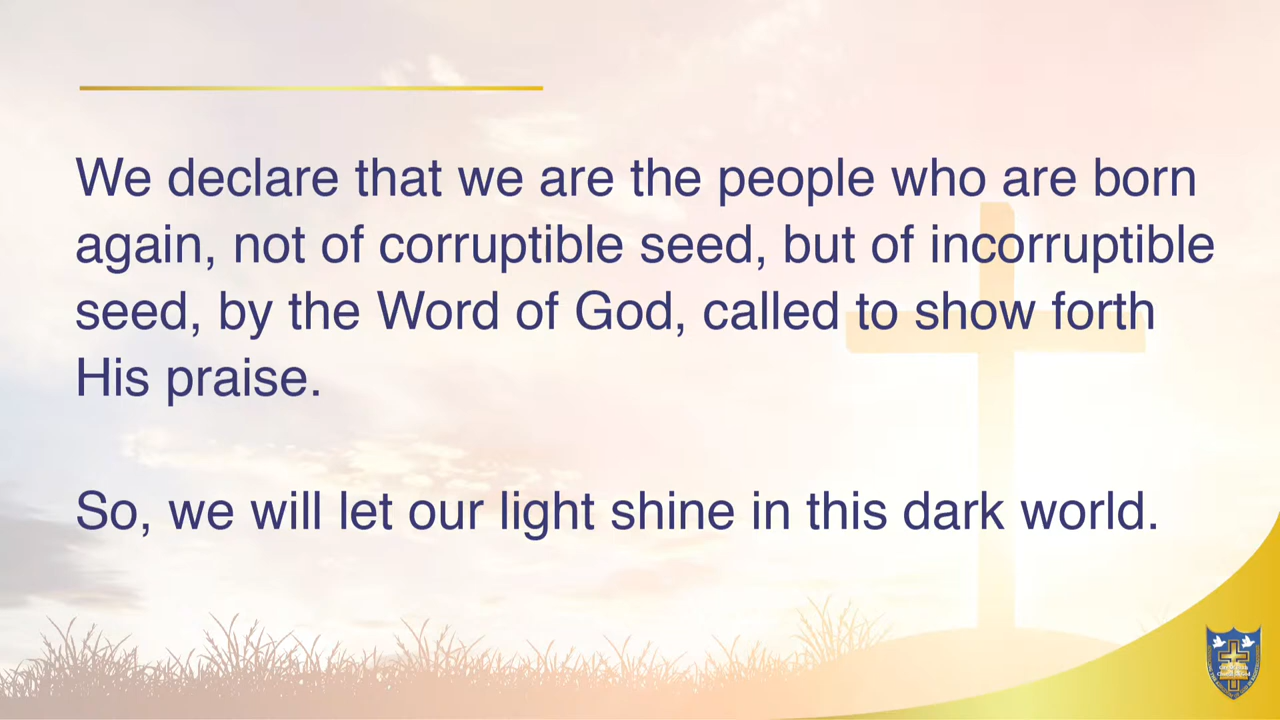 We declare that we are the people who are born
again, not of corruptible seed, but of incorruptible
seed, by the Word of God, called to show forth
His praise.
So, we will let our light shine in this dark world.